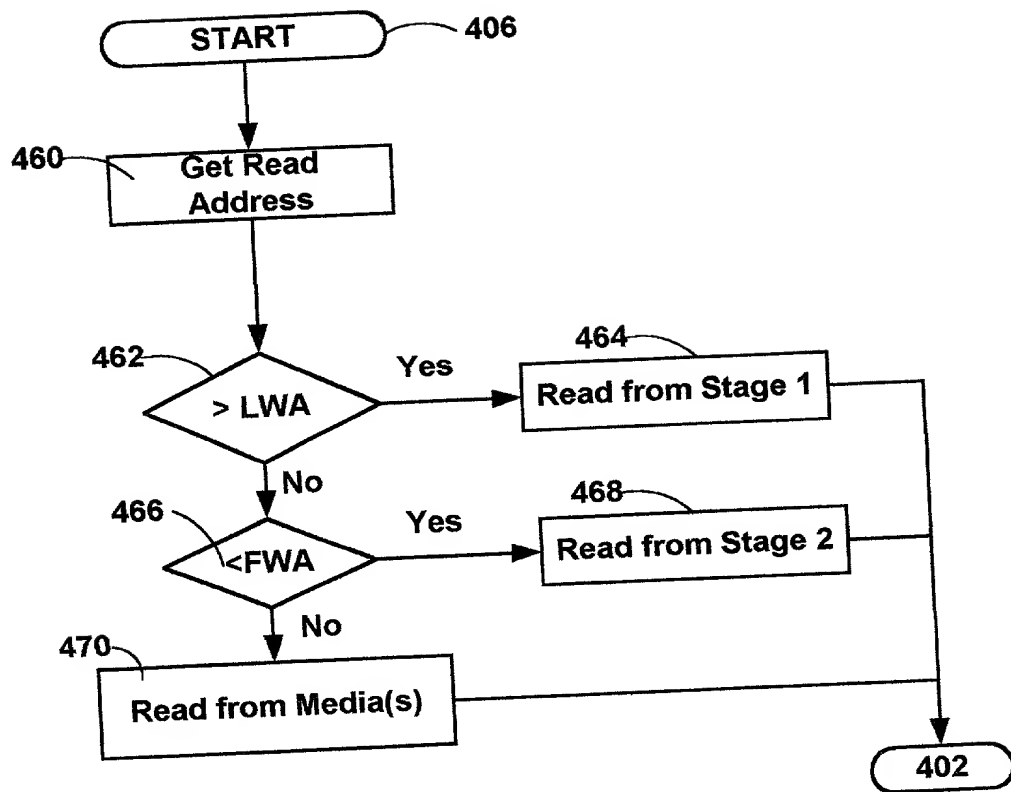 START
406
460
Get Read
Address
462
> LWA
Yes
464
Read from Stage 1
No
466
<FWA
Yes
468
Read from Stage 2
No
470
Read from Media(s)
402